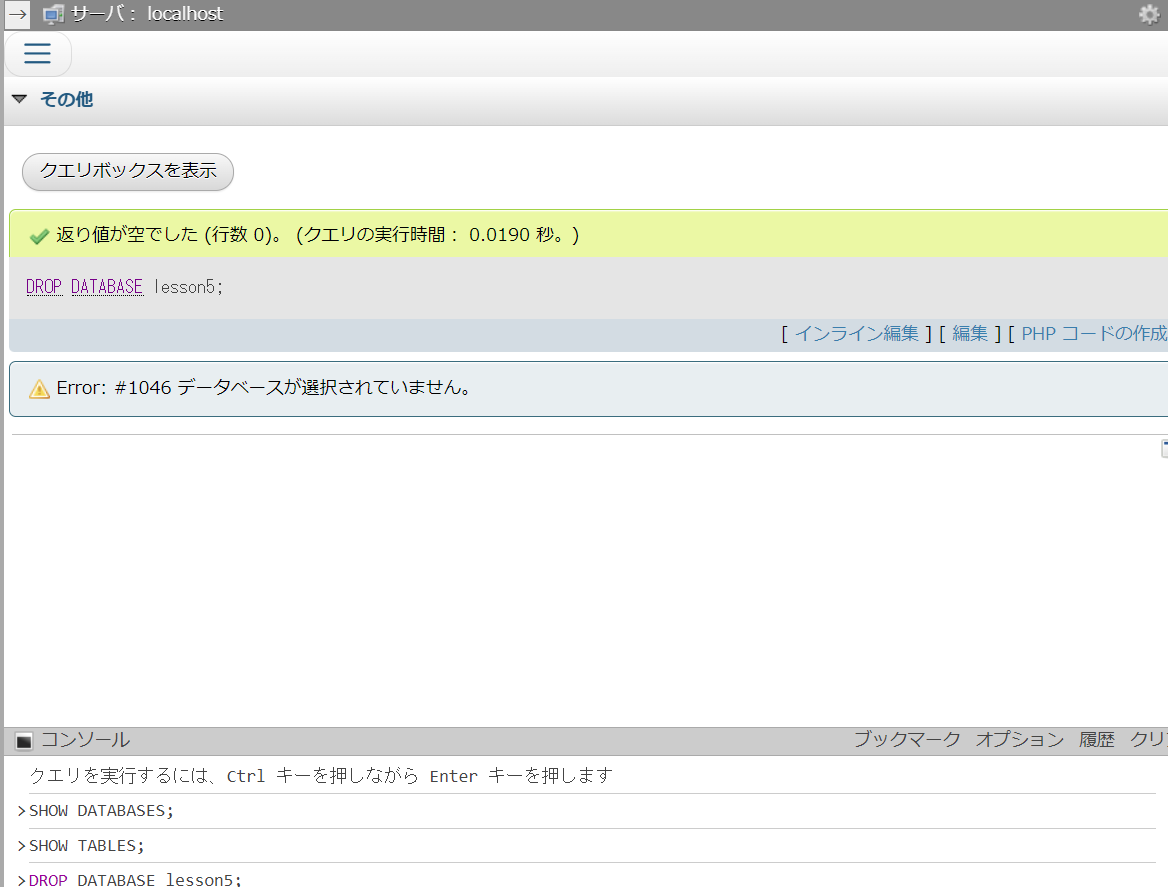 サーバ： localhost
その他
クエリボックスを表示
返り値が空でした (行数 0)。 (クエリの実行時間： 0.0190 秒。)
DROP DATABASE lesson5;
[ インライン編集 ] [ 編集 ] [ PHP コードの作成
Error: #1046 データベースが選択されていません。
コンソール ブックマーク オプション 履歴 クリ
クエリを実行するには、Ctrl キーを押しながら Enter キーを押します
>SHOW DATABASES;
>SHOW TABLES;
>DROP DATABASE lesson5;